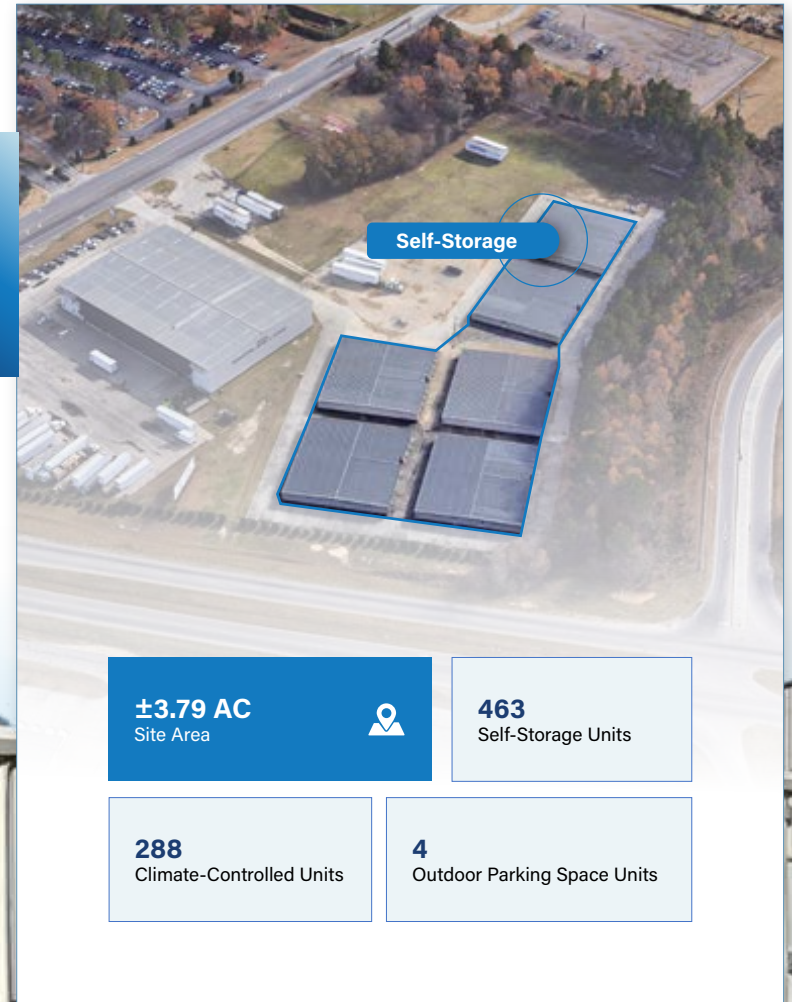 Self-Storage
±3.79 AC
Site Area
463
Self-Storage Units
288
Climate-Controlled Units
4
Outdoor Parking Space Units